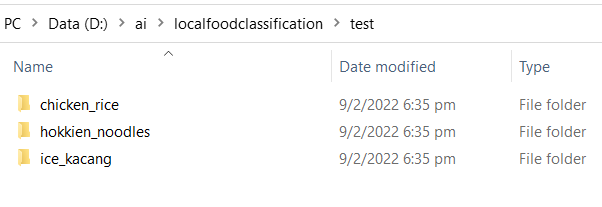 PC > Data (D:) > ai > localfoodclassification > test
Name Date modified Type
chicken_rice 9/2/2022 6:35 pm File folder
hokkien_noodles 9/2/2022 6:35 pm File folder
ice_kacang 9/2/2022 6:35 pm File folder